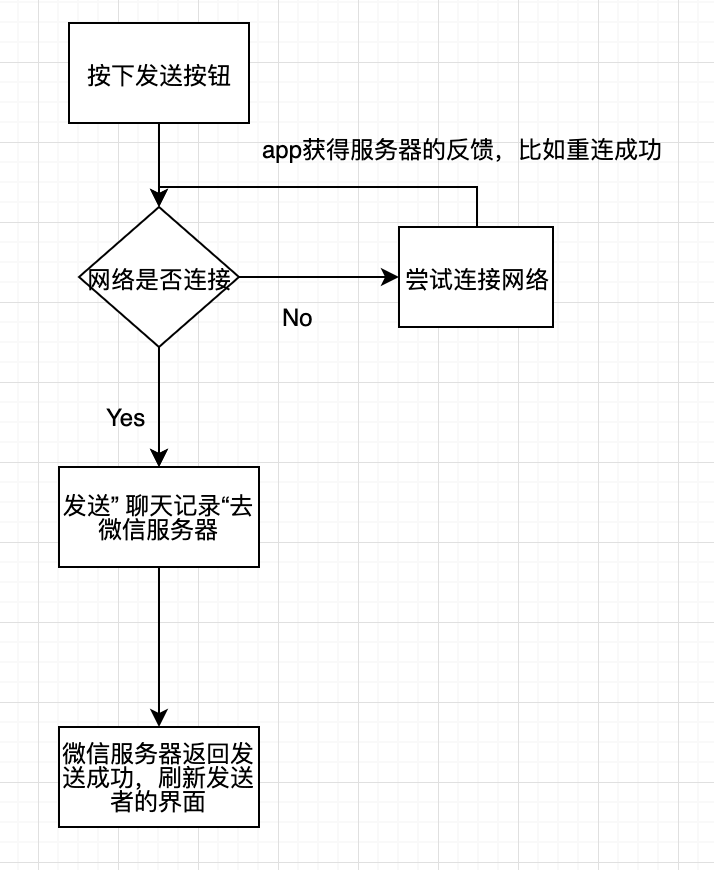 按下发送按钮
app获得服务器的反馈，比如重连成功
网络是否连接
尝试连接网络
No
Yes
发送” 聊天记录“去
微信服务器
微信服务器返回发
送成功，刷新发送
者的界面